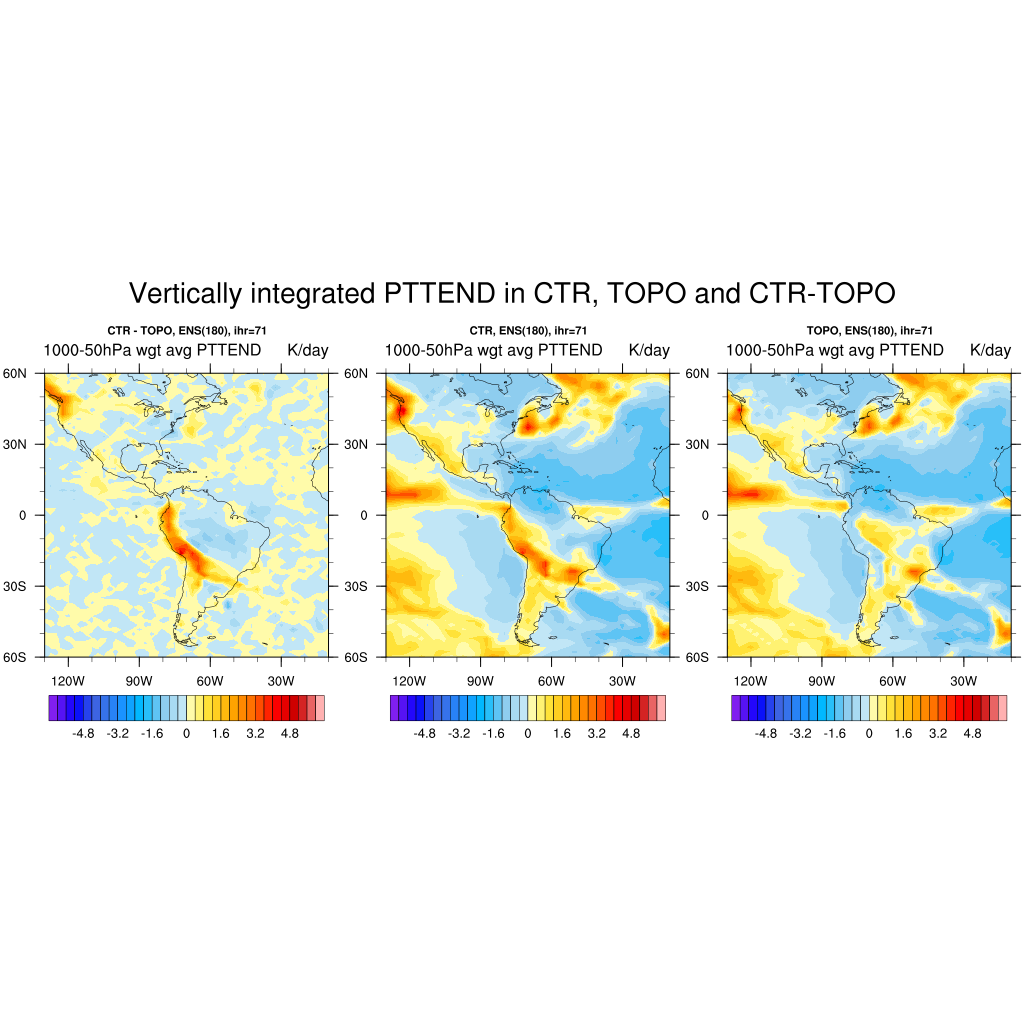 Vertically integrated PTTEND in CTR, TOPO and CTR-TOPO
CTR - TOPO, ENS(180), ihr=71
1000-50hPa wgt avg PTTEND K/day
60N
30N
0
30S
60S
120W 90W 60W 30W
-4.8 -3.2 -1.6 0 1.6 3.2 4.8
CTR, ENS(180), ihr=71
1000-50hPa wgt avg PTTEND K/day
60N
30N
0
30S
60S
120W 90W 60W 30W
-4.8 -3.2 -1.6 0 1.6 3.2 4.8
TOPO, ENS(180), ihr=71
1000-50hPa wgt avg PTTEND K/day
60N
30N
0
30S
60S
120W 90W 60W 30W
-4.8 -3.2 -1.6 0 1.6 3.2 4.8